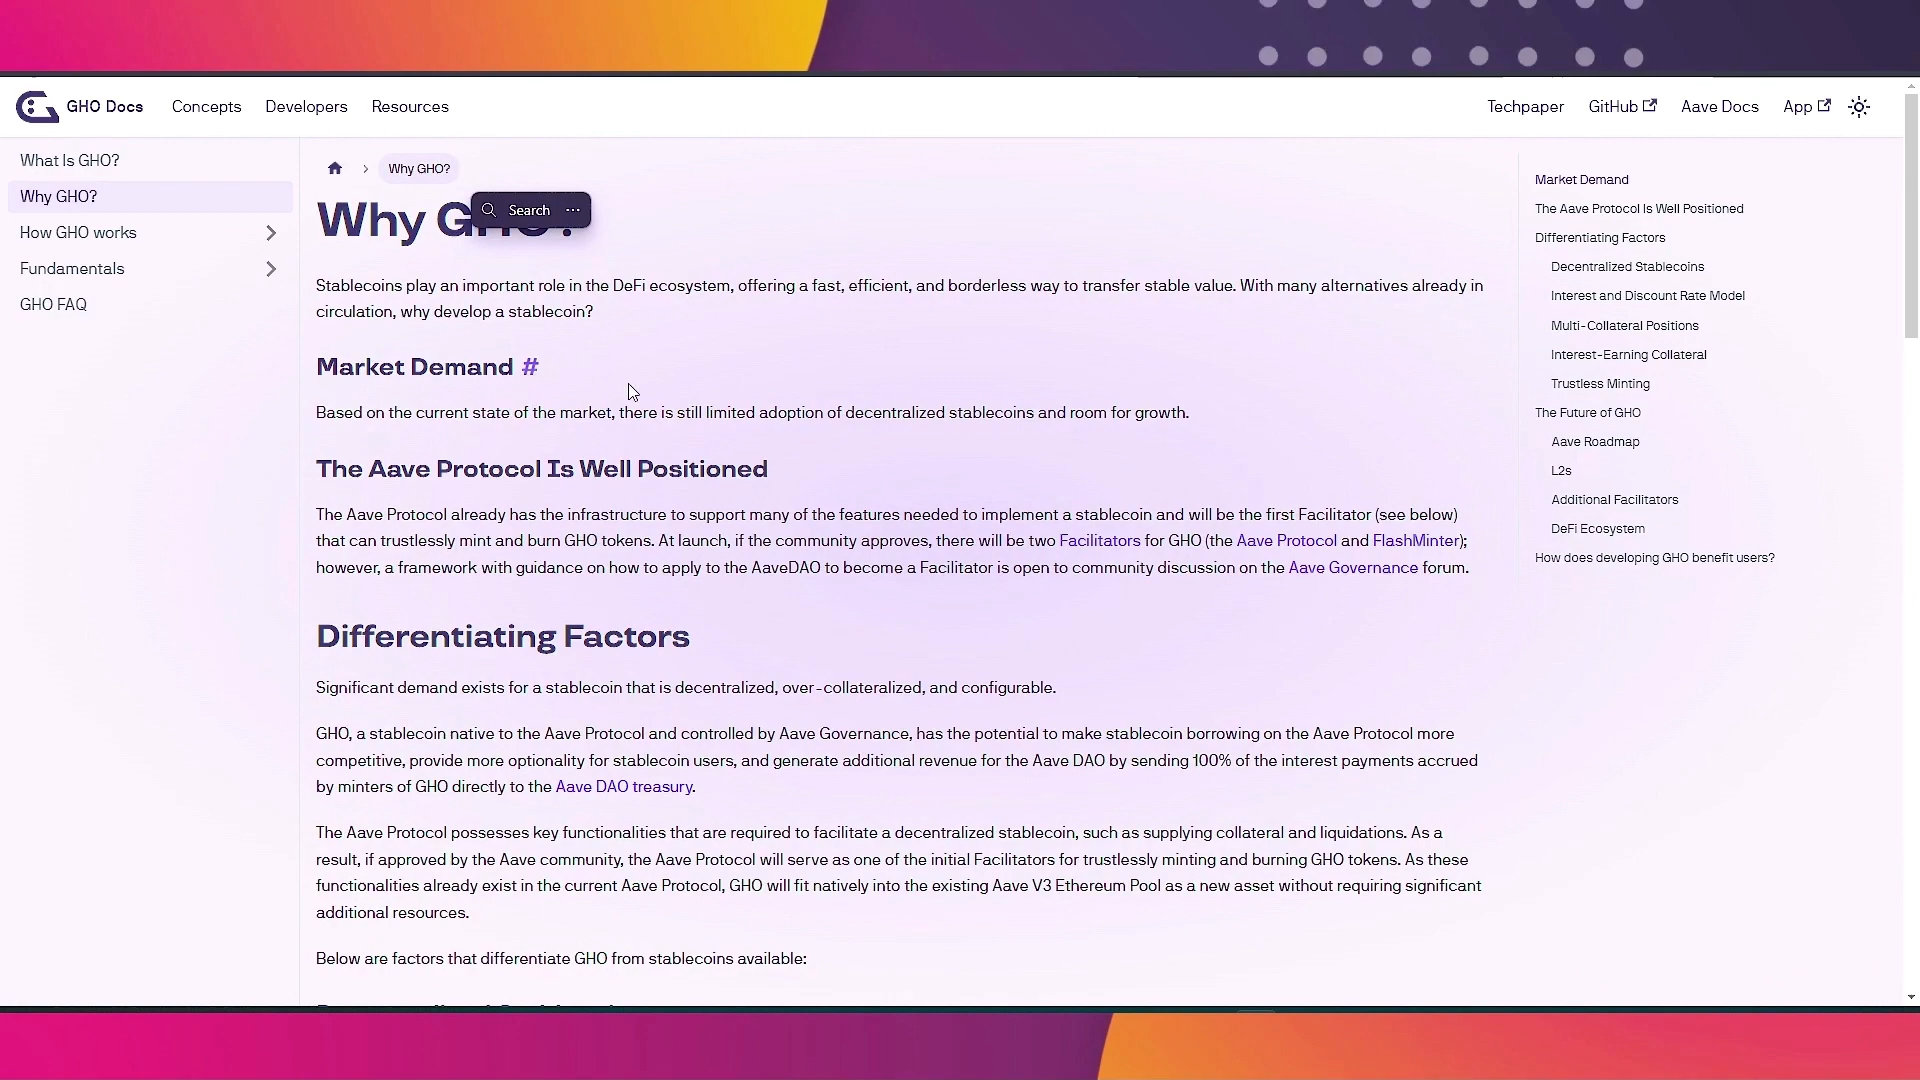 GHO Docs Concepts Developers Resources Techpaper GitHub Aave Docs App
What Is GHO?
Why GHO?
How GHO works
Fundamentals
GHO FAQ
Why GHO?
Search ...
Why G
Stablecoins play an important role in the DeFi ecosystem, offering a fast, efficient, and borderless way to transfer stable value. With many alternatives already in
circulation, why develop a stablecoin?
Market Demand #
Based on the current state of the market, there is still limited adoption of decentralized stablecoins and room for growth.
The Aave Protocol Is Well Positioned
The Aave Protocol already has the infrastructure to support many of the features needed to implement a stablecoin and will be the first Facilitator (see below)
that can trustlessly mint and burn GHO tokens. At launch, if the community approves, there will be two Facilitators for GHO (the Aave Protocol and FlashMinter);
however, a framework with guidance on how to apply to the AaveDAO to become a Facilitator is open to community discussion on the Aave Governance forum.
Differentiating Factors
Significant demand exists for a stablecoin that is decentralized, over-collateralized, and configurable.
GHO, a stablecoin native to the Aave Protocol and controlled by Aave Governance, has the potential to make stablecoin borrowing on the Aave Protocol more
competitive, provide more optionality for stablecoin users, and generate additional revenue for the Aave DAO by sending 100% of the interest payments accrued
by minters of GHO directly to the Aave DAO treasury.
The Aave Protocol possesses key functionalities that are required to facilitate a decentralized stablecoin, such as supplying collateral and liquidations. As a
result, if approved by the Aave community, the Aave Protocol will serve as one of the initial Facilitators for trustlessly minting and burning GHO tokens. As these
functionalities already exist in the current Aave Protocol, GHO will fit natively into the existing Aave V3 Ethereum Pool as a new asset without requiring significant
additional resources.
Below are factors that differentiate GHO from stablecoins available:
Market Demand
The Aave Protocol Is Well Positioned
Differentiating Factors
Decentralized Stablecoins
Interest and Discount Rate Model
Multi-Collateral Positions
Interest-Earning Collateral
Trustless Minting
The Future of GHO
Aave Roadmap
L2s
Additional Facilitators
DeFi Ecosystem
How does developing GHO benefit users?